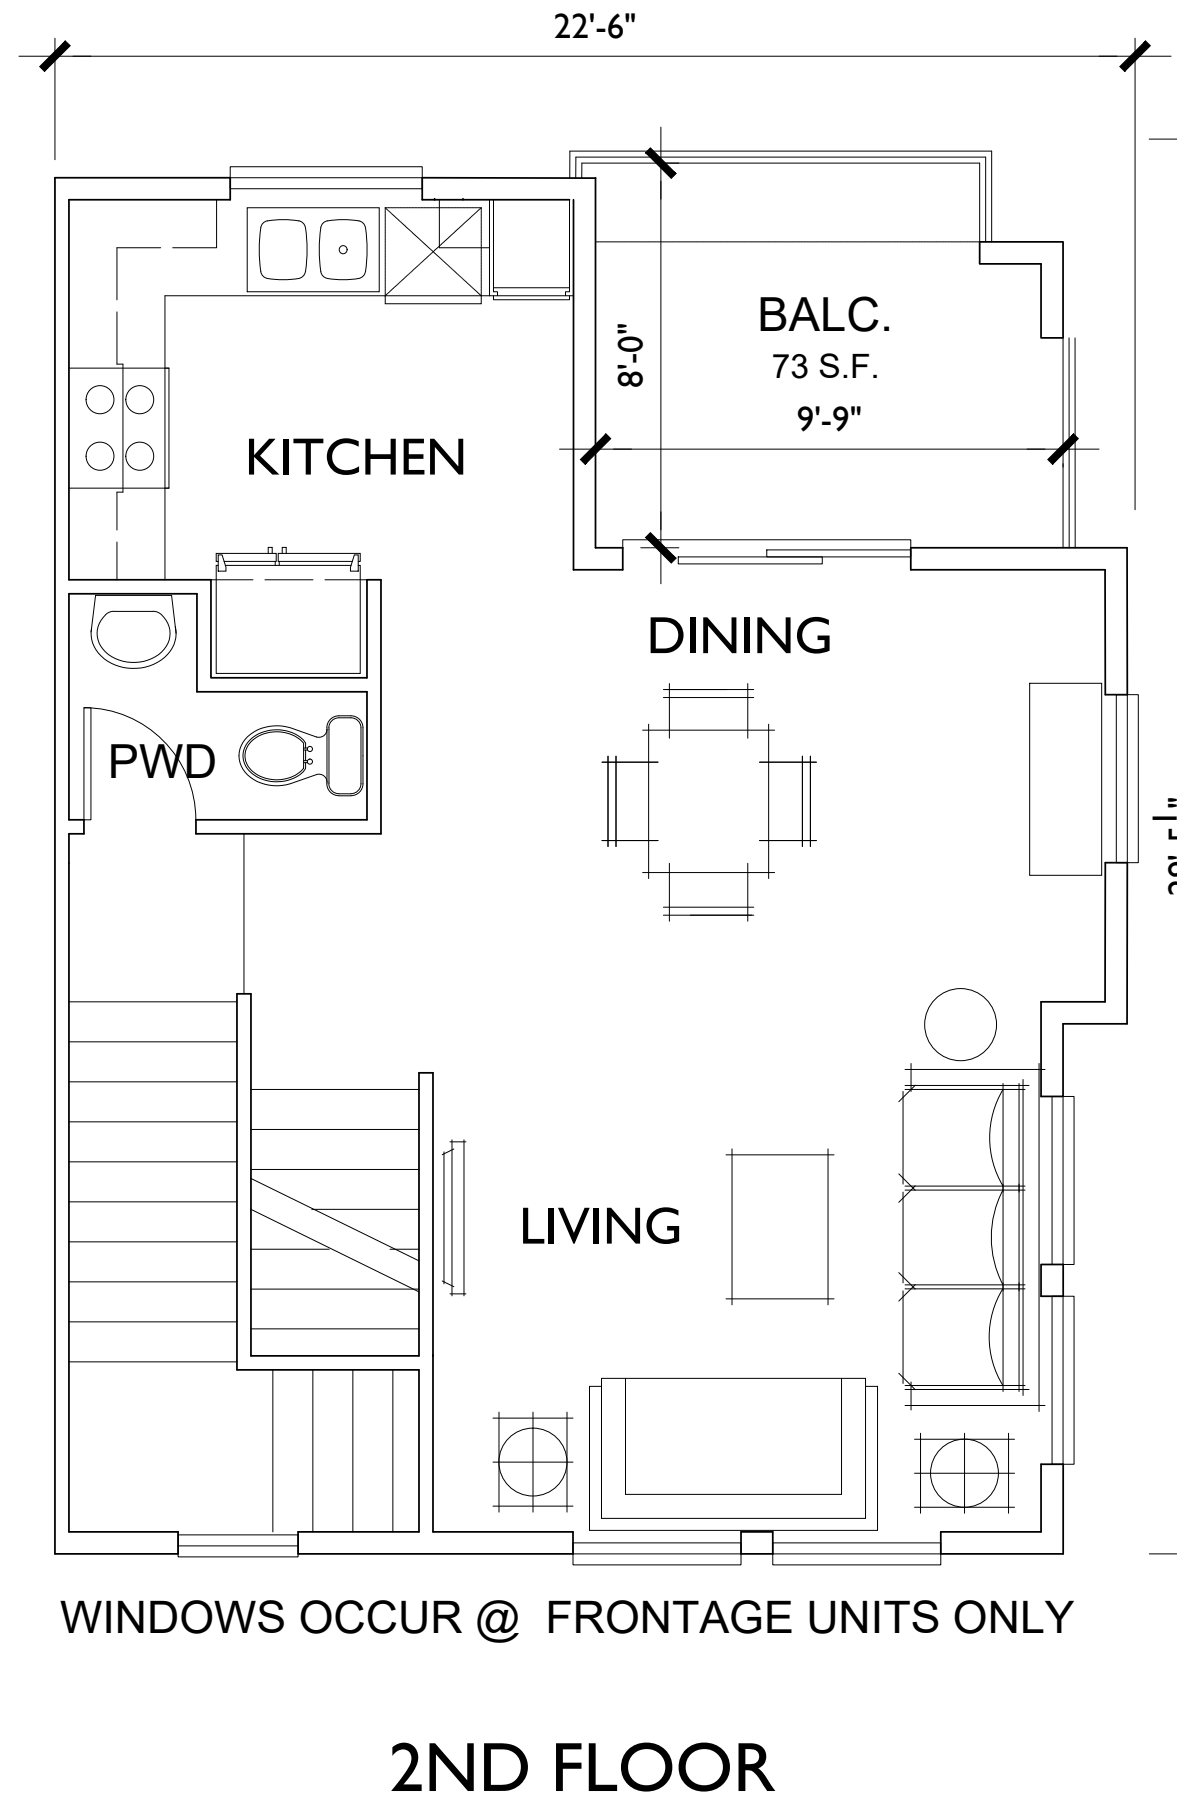 22'-6"
BALC.
73 S.F.
8'-0"
9'-9"
KITCHEN
DINING
PWD
LIVING
WINDOWS OCCUR @ FRONTAGE UNITS ONLY
2ND FLOOR